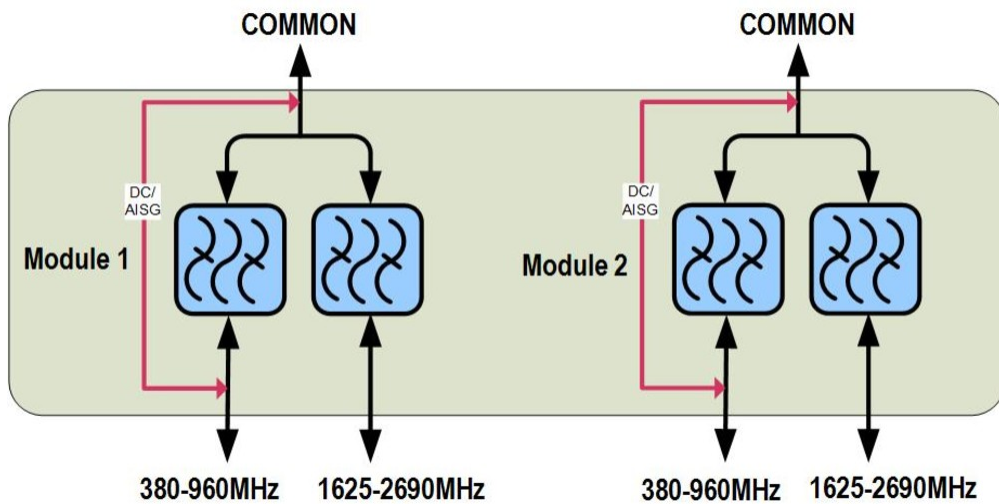 COMMON
COMMON
DC/
AISG
DC/
AISG
Module 1
Module 2
380-960MHz
1625-2690MHz
380-960MHz
1625-2690MHz